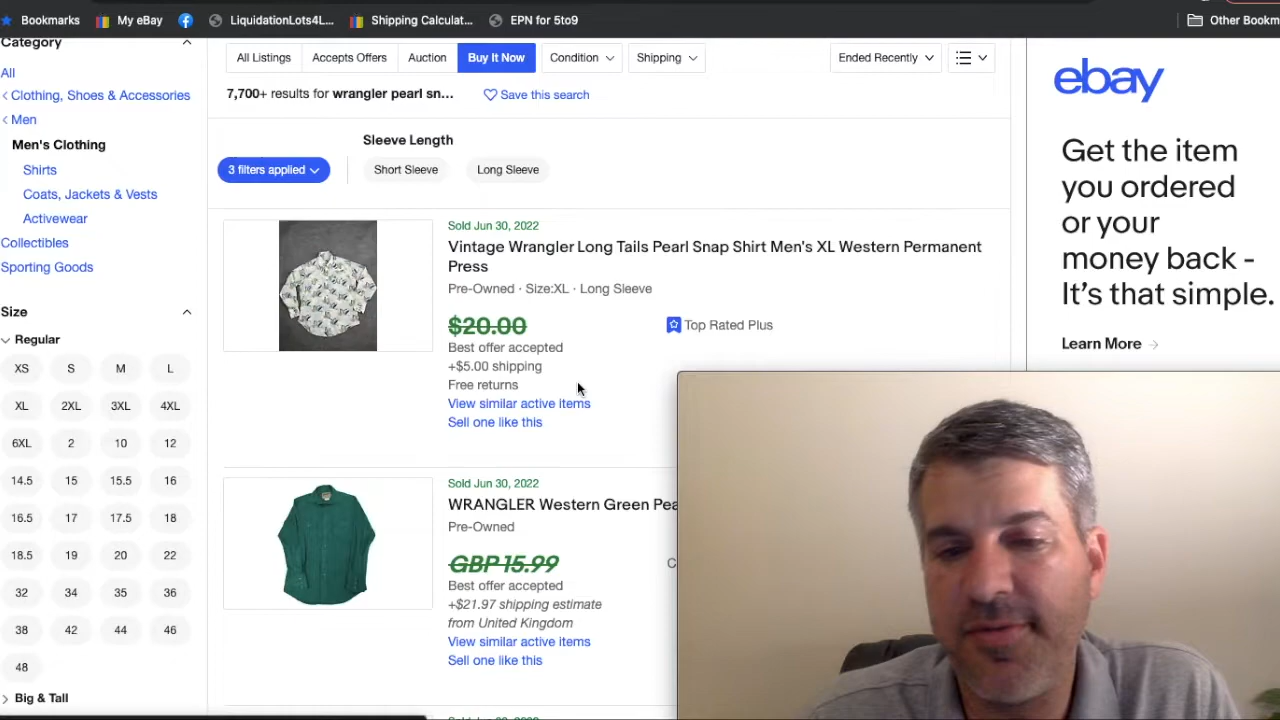 Bookmarks
My eBay
LiquidationLots4L...
Shipping Calculat...
EPN for 5to9
Other Bookm
Category
All
Clothing, Shoes & Accessories
Men
Men's Clothing
Shirts
Coats, Jackets & Vests
Activewear
Collectibles
Sporting Goods
Size
Regular
XS S M L
XL 2XL 3XL 4XL
6XL 2 10 12
14.5 15 15.5 16
16.5 17 17.5 18
18.5 19 20 22
32 34 35 36
38 42 44 46
48
Big & Tall
All Listings
Accepts Offers
Auction
Buy It Now
Condition
Shipping
Ended Recently
7,700+ results for wrangler pearl sn...
Save this search
Sleeve Length
3 filters applied
Short Sleeve
Long Sleeve
Sold Jun 30, 2022
Vintage Wrangler Long Tails Pearl Snap Shirt Men's XL Western Permanent
Press
Pre-Owned · Size:XL · Long Sleeve
$20.00
Top Rated Plus
Best offer accepted
+$5.00 shipping
Free returns
View similar active items
Sell one like this
Sold Jun 30, 2022
WRANGLER Western Green Pea
Pre-Owned
GBP 15.99
Best offer accepted
+$21.97 shipping estimate
from United Kingdom
View similar active items
Sell one like this
ebay
Get the item
you ordered
or your
money back -
It's that simple.
Learn More